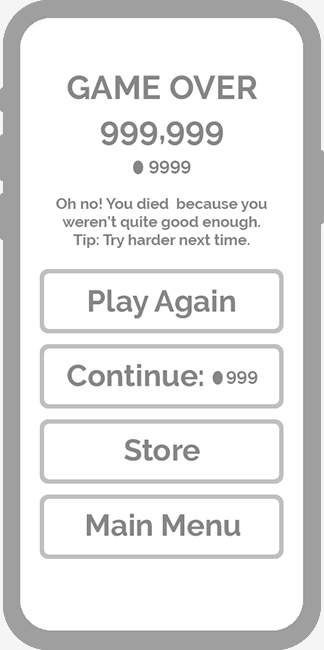 GAME OVER
999,999
9999
Oh no! You died because you
weren't quite good enough.
Tip: Try harder next time.
Play Again
Continue: 999
Store
Main Menu